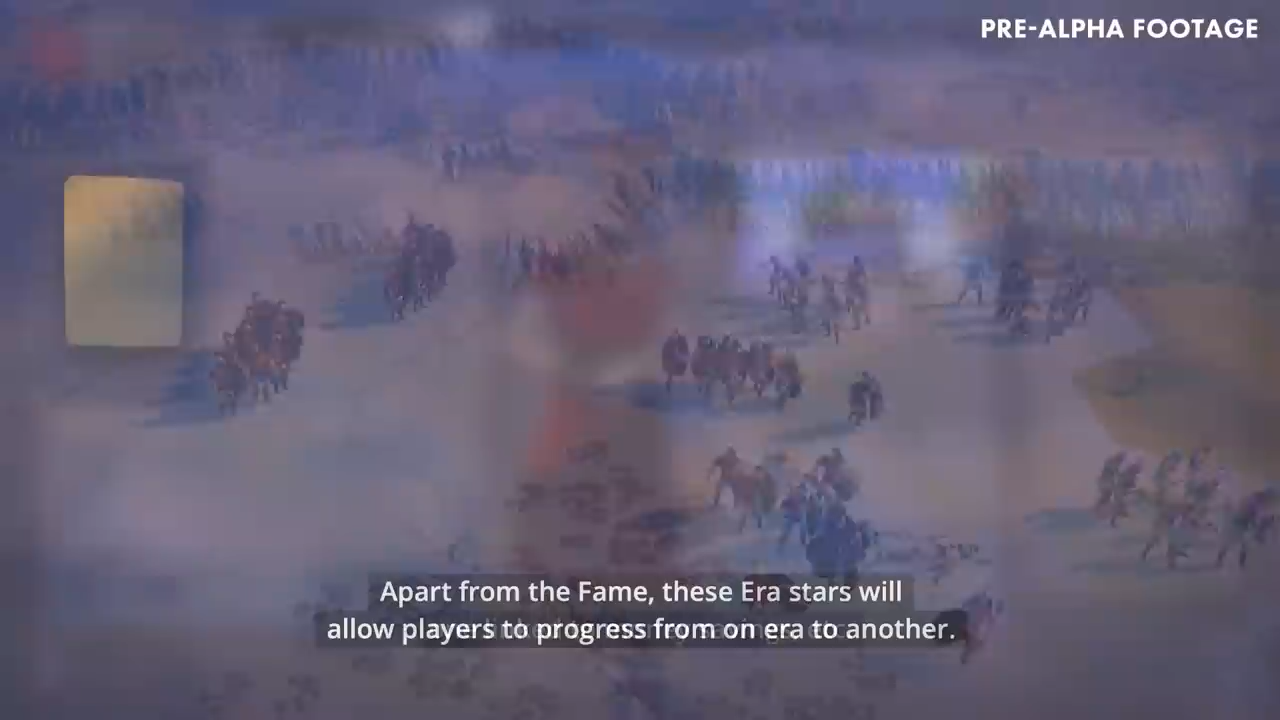 PRE-ALPHA FOOTAGE
Apart from the Fame, these Era stars will
allow players to progress from on era to another.